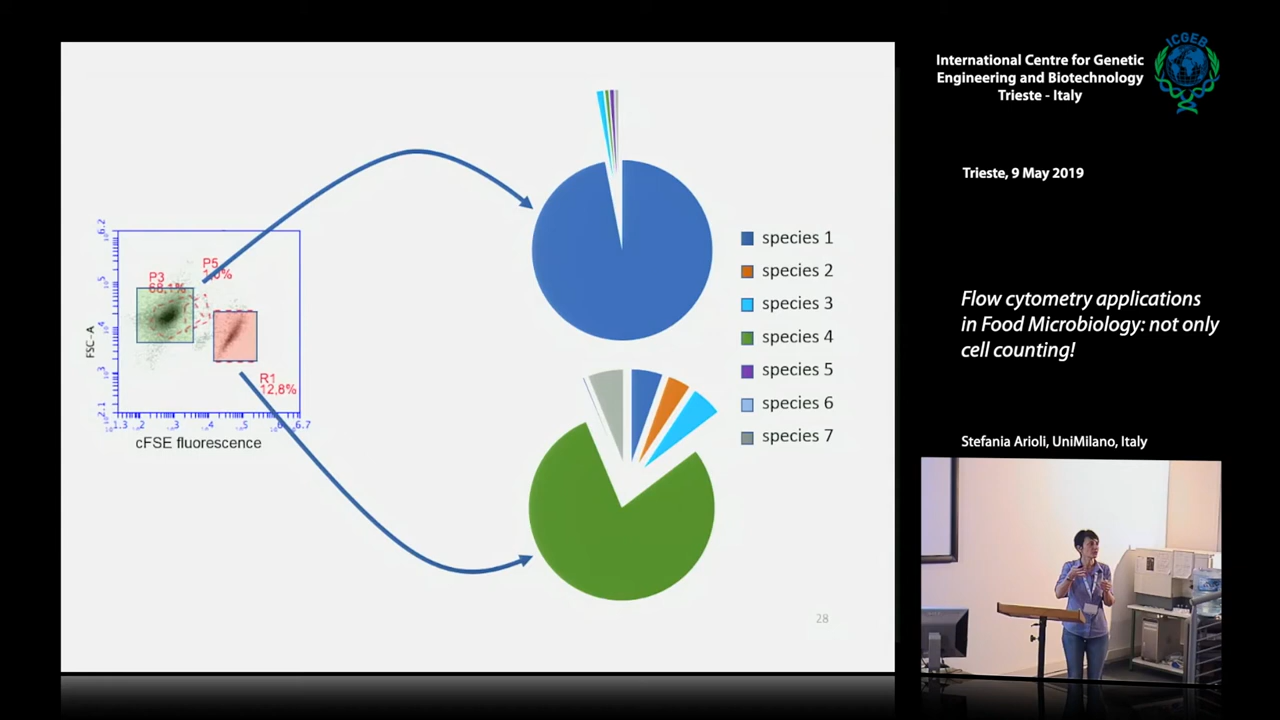 International Centre for Genetic
Engineering and Biotechnology
Trieste - Italy
ICGEB
Trieste, 9 May 2019
Flow cytometry applications
in Food Microbiology: not only
cell counting!
Stefania Arioli, UniMilano, Italy
P5
P3
68,1%
R1
12,8%
FSC-A
cFSE fluorescence
species 1
species 2
species 3
species 4
species 5
species 6
species 7
28